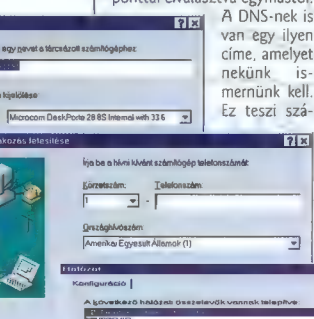 ponttal elválasztva egymástól.
A DNS-nek is
van egy ilyen
címe, amelyet
nekünk is-
mernünk kell.
Ez teszi szá-
egy nevet a tárcsázott számítógéphez:
kijelölése:
Microcom DeskPorte 28.8S Internal with 33.6
létesítése
Írja be a hívni kívánt számítógép telefonszámát:
Körzetszám: Telefonszám:
1 -
Országhívószám:
Amerikai Egyesült Államok (1)
Hálózat
Konfiguráció
A következő hálózati összetevők vannak telepítve: